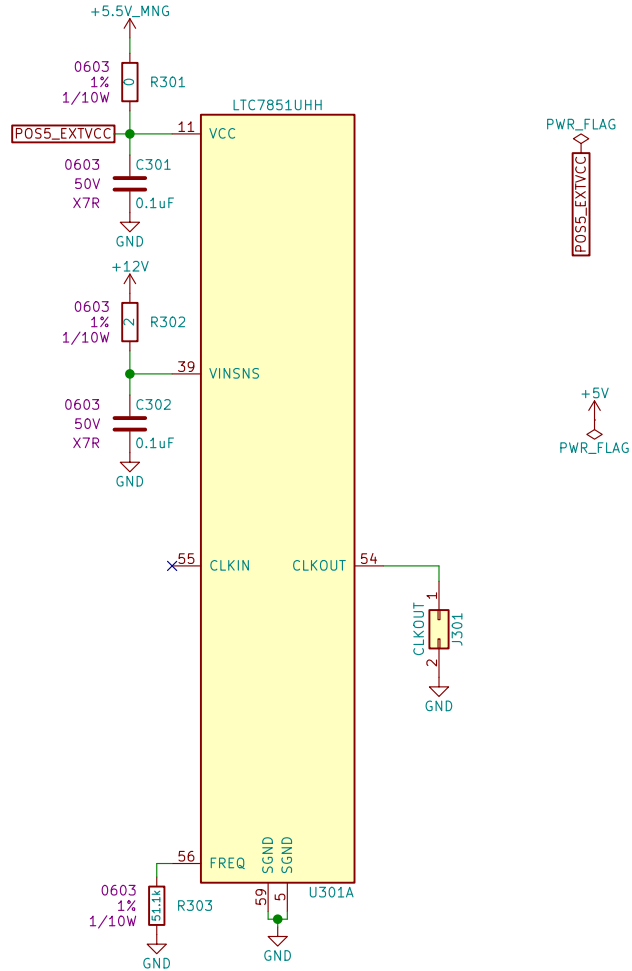 +5.5V_MNG
0603
1%
1/10W
0
R301
LTC7851UHH
POS5_EXTVCC
11
VCC
PWR_FLAG
POS5_EXTVCC
0603
50V
X7R
C301
0.1uF
GND
+12V
0603
1%
1/10W
2
R302
39
VINSNS
0603
50V
X7R
C302
0.1uF
GND
+5V
PWR_FLAG
55
CLKIN
CLKOUT
54
1
CLKOUT
J301
2
GND
56
FREQ
SGND
SGND
59
5
U301A
0603
1%
1/10W
51.1k
R303
GND
GND